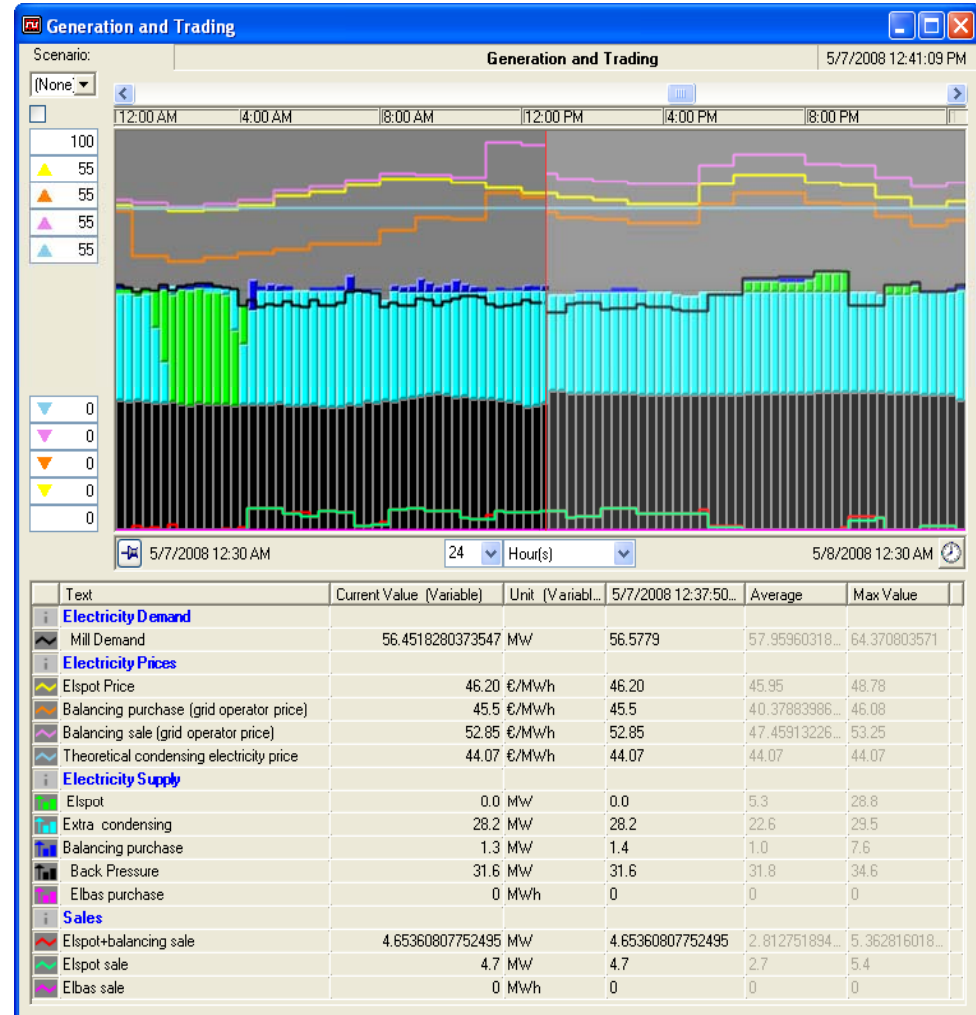 Generation and Trading
Scenario:
Generation and Trading
5/7/2008 12:41:09 PM
(None)
12:00 AM 4:00 AM 8:00 AM 12:00 PM 4:00 PM 8:00 PM
100
55
55
55
55
0
0
0
0
0
5/7/2008 12:30 AM 24 Hour(s) 5/8/2008 12:30 AM
Text Current Value (Variable) Unit (Variabl... 5/7/2008 12:37:50... Average Max Value
Electricity Demand
Mill Demand 56.4518280373547 MW 56.5779 57.95960318... 64.370803571
Electricity Prices
Elspot Price 46.20 €/MWh 46.20 45.95 48.78
Balancing purchase (grid operator price) 45.5 €/MWh 45.5 40.37883986... 46.08
Balancing sale (grid operator price) 52.85 €/MWh 52.85 47.45913226... 53.25
Theoretical condensing electricity price 44.07 €/MWh 44.07 44.07 44.07
Electricity Supply
Elspot 0.0 MW 0.0 5.3 28.8
Extra condensing 28.2 MW 28.2 22.6 29.5
Balancing purchase 1.3 MW 1.4 1.0 7.6
Back Pressure 31.6 MW 31.6 31.8 34.6
Elbas purchase 0 MWh 0 0 0
Sales
Elspot+balancing sale 4.65360807752495 MW 4.65360807752495 2.812751894... 5.362816018...
Elspot sale 4.7 MW 4.7 2.7 5.4
Elbas sale 0 MWh 0 0 0